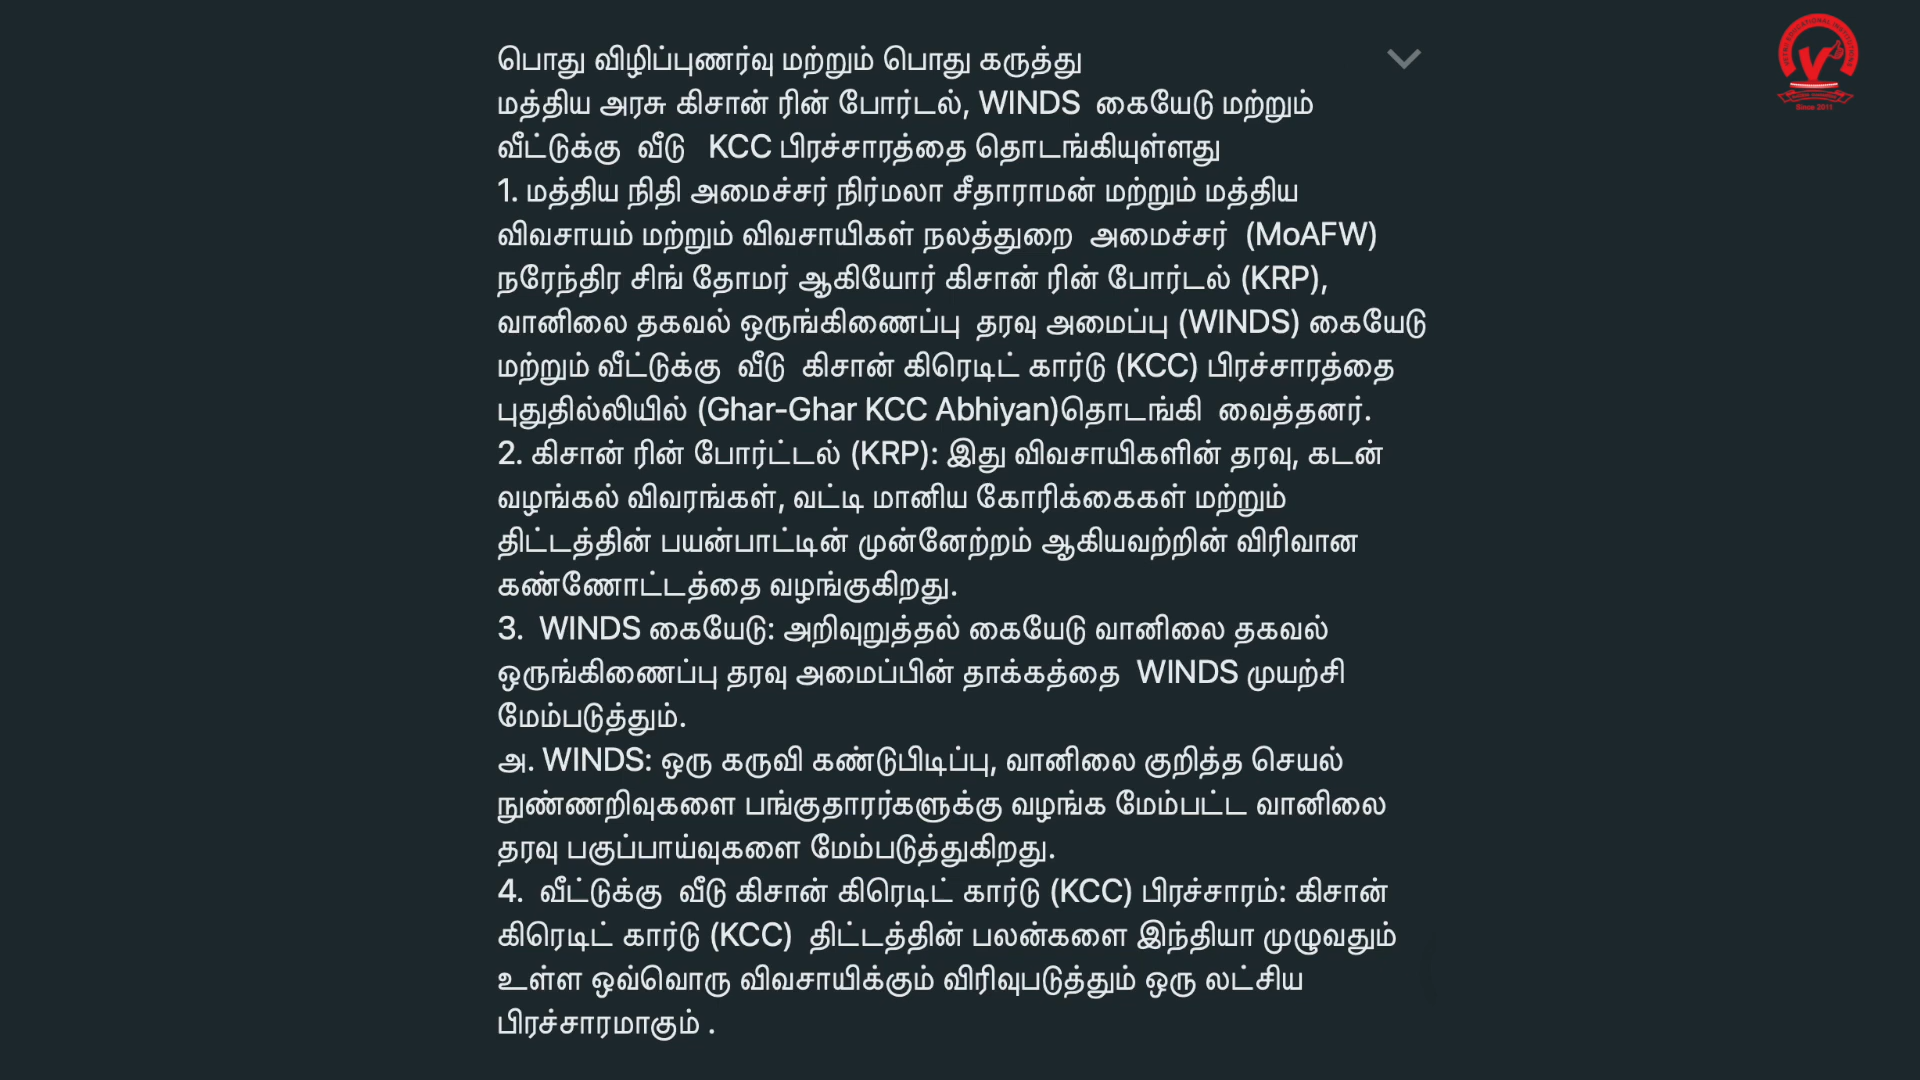 பொது விழிப்புணர்வு மற்றும் பொது கருத்து
மத்திய அரசு கிசான் ரின் போர்டல், WINDS கையேடு மற்றும்
வீட்டுக்கு வீடு KCC பிரச்சாரத்தை தொடங்கியுள்ளது
1. மத்திய நிதி அமைச்சர் நிர்மலா சீதாராமன் மற்றும் மத்திய
விவசாயம் மற்றும் விவசாயிகள் நலத்துறை அமைச்சர் (MoAFW)
நரேந்திர சிங் தோமர் ஆகியோர் கிசான் ரின் போர்டல் (KRP),
வானிலை தகவல் ஒருங்கிணைப்பு தரவு அமைப்பு (WINDS) கையேடு
மற்றும் வீட்டுக்கு வீடு கிசான் கிரெடிட் கார்டு (KCC) பிரச்சாரத்தை
புதுதில்லியில் (Ghar-Ghar KCC Abhiyan)தொடங்கி வைத்தனர்.
2. கிசான் ரின் போர்ட்டல் (KRP): இது விவசாயிகளின் தரவு, கடன்
வழங்கல் விவரங்கள், வட்டி மானிய கோரிக்கைகள் மற்றும்
திட்டத்தின் பயன்பாட்டின் முன்னேற்றம் ஆகியவற்றின் விரிவான
கண்ணோட்டத்தை வழங்குகிறது.
3. WINDS கையேடு: அறிவுறுத்தல் கையேடு வானிலை தகவல்
ஒருங்கிணைப்பு தரவு அமைப்பின் தாக்கத்தை WINDS முயற்சி
மேம்படுத்தும்.
அ. WINDS: ஒரு கருவி கண்டுபிடிப்பு, வானிலை குறித்த செயல்
நுண்ணறிவுகளை பங்குதாரர்களுக்கு வழங்க மேம்பட்ட வானிலை
தரவு பகுப்பாய்வுகளை மேம்படுத்துகிறது.
4. வீட்டுக்கு வீடு கிசான் கிரெடிட் கார்டு (KCC) பிரச்சாரம்: கிசான்
கிரெடிட் கார்டு (KCC) திட்டத்தின் பலன்களை இந்தியா முழுவதும்
உள்ள ஒவ்வொரு விவசாயிக்கும் விரிவுபடுத்தும் ஒரு லட்சிய
பிரச்சாரமாகும் .
Since 2011